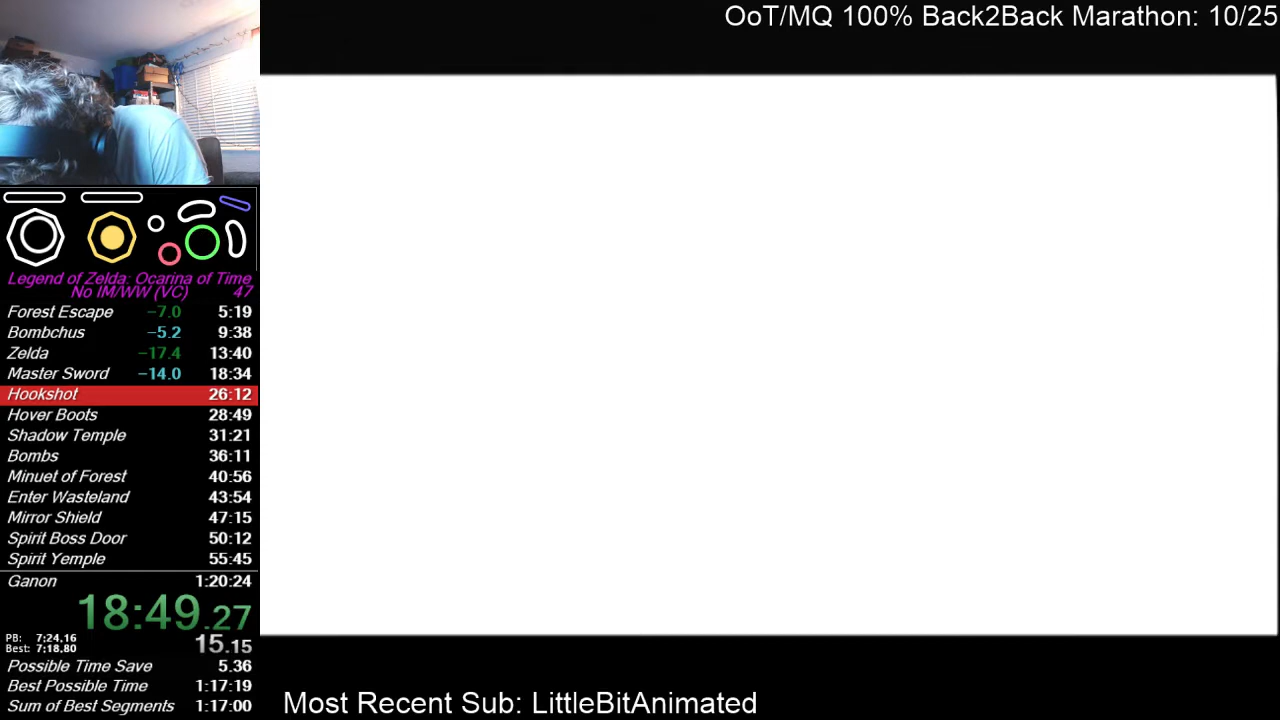 OoT/MQ 100% Back2Back Marathon: 10/25
Legend of Zelda: Ocarina of Time
No IM/WW (VC) 47
Forest Escape -7.0 5:19
Bombchus -5.2 9:38
Zelda -17.4 13:40
Master Sword -14.0 18:34
Hookshot 26:12
Hover Boots 28:49
Shadow Temple 31:21
Bombs 36:11
Minuet of Forest 40:56
Enter Wasteland 43:54
Mirror Shield 47:15
Spirit Boss Door 50:12
Spirit Yemple 55:45
Ganon 1:20:24
18:49.27
PB: 7:24.16
Best: 7:18.80
15.15
Possible Time Save 5.36
Best Possible Time 1:17:19
Sum of Best Segments 1:17:00
Most Recent Sub: LittleBitAnimated